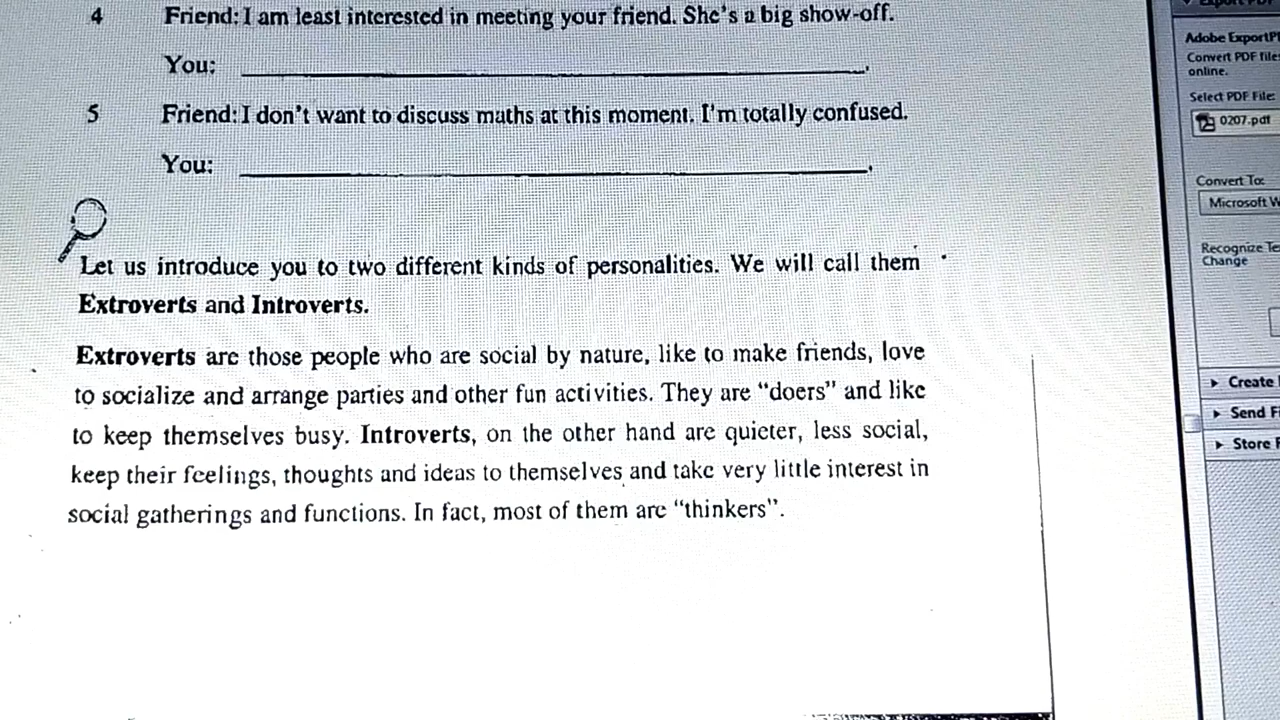 4 Friend: I am least interested in meeting your friend. She's a big show-off.
You: ______________________.
5 Friend: I don't want to discuss maths at this moment. I'm totally confused.
You: ______________________.
Let us introduce you to two different kinds of personalities. We will call them
Extroverts and Introverts.
Extroverts are those people who are social by nature, like to make friends, love
to socialize and arrange parties and other fun activities. They are “doers” and like
to keep themselves busy. Introverts, on the other hand are quieter, less social,
keep their feelings, thoughts and ideas to themselves and take very little interest in
social gatherings and functions. In fact, most of them are “thinkers”.
Adobe ExportP
Convert PDF file
online.
Select PDF File:
0207.pdf
Convert To:
Microsoft W
Recognize Te
Change
Create
Send F
Store F